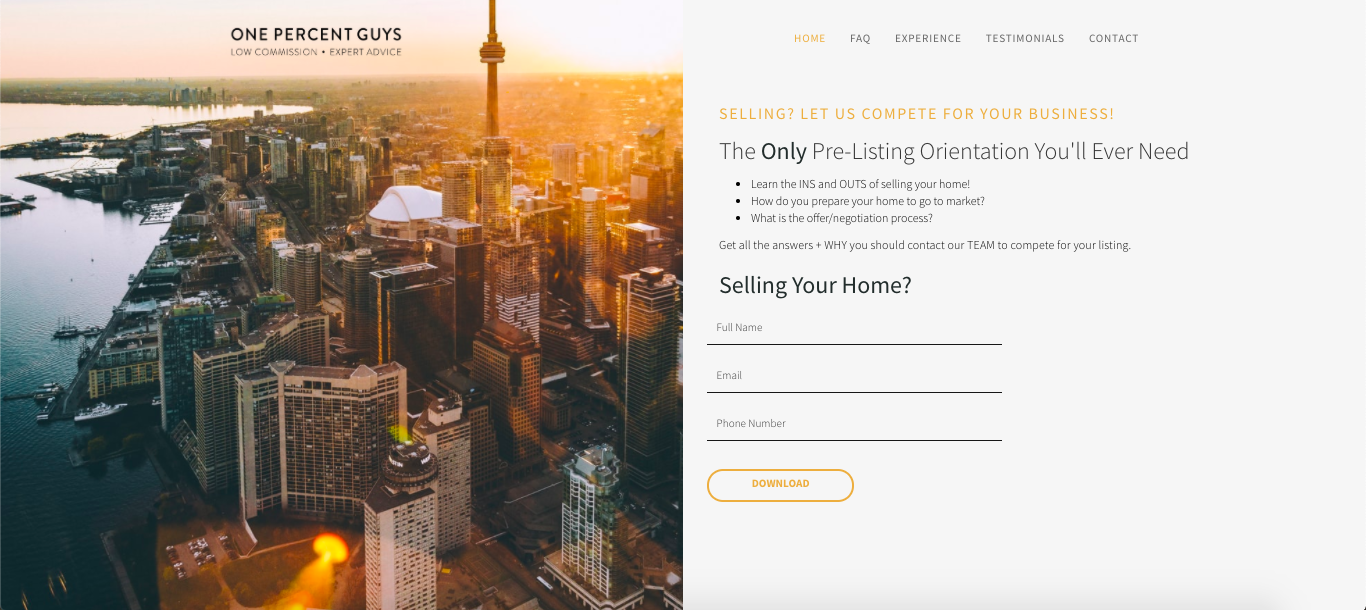 ONE PERCENT GUYS
LOW COMMISSION • EXPERT ADVICE
HOME FAQ EXPERIENCE TESTIMONIALS CONTACT
SELLING? LET US COMPETE FOR YOUR BUSINESS!
The Only Pre-Listing Orientation You'll Ever Need
• Learn the INS and OUTS of selling your home!
• How do you prepare your home to go to market?
• What is the offer/negotiation process?
Get all the answers + WHY you should contact our TEAM to compete for your listing.
Selling Your Home?
Full Name
Email
Phone Number
DOWNLOAD